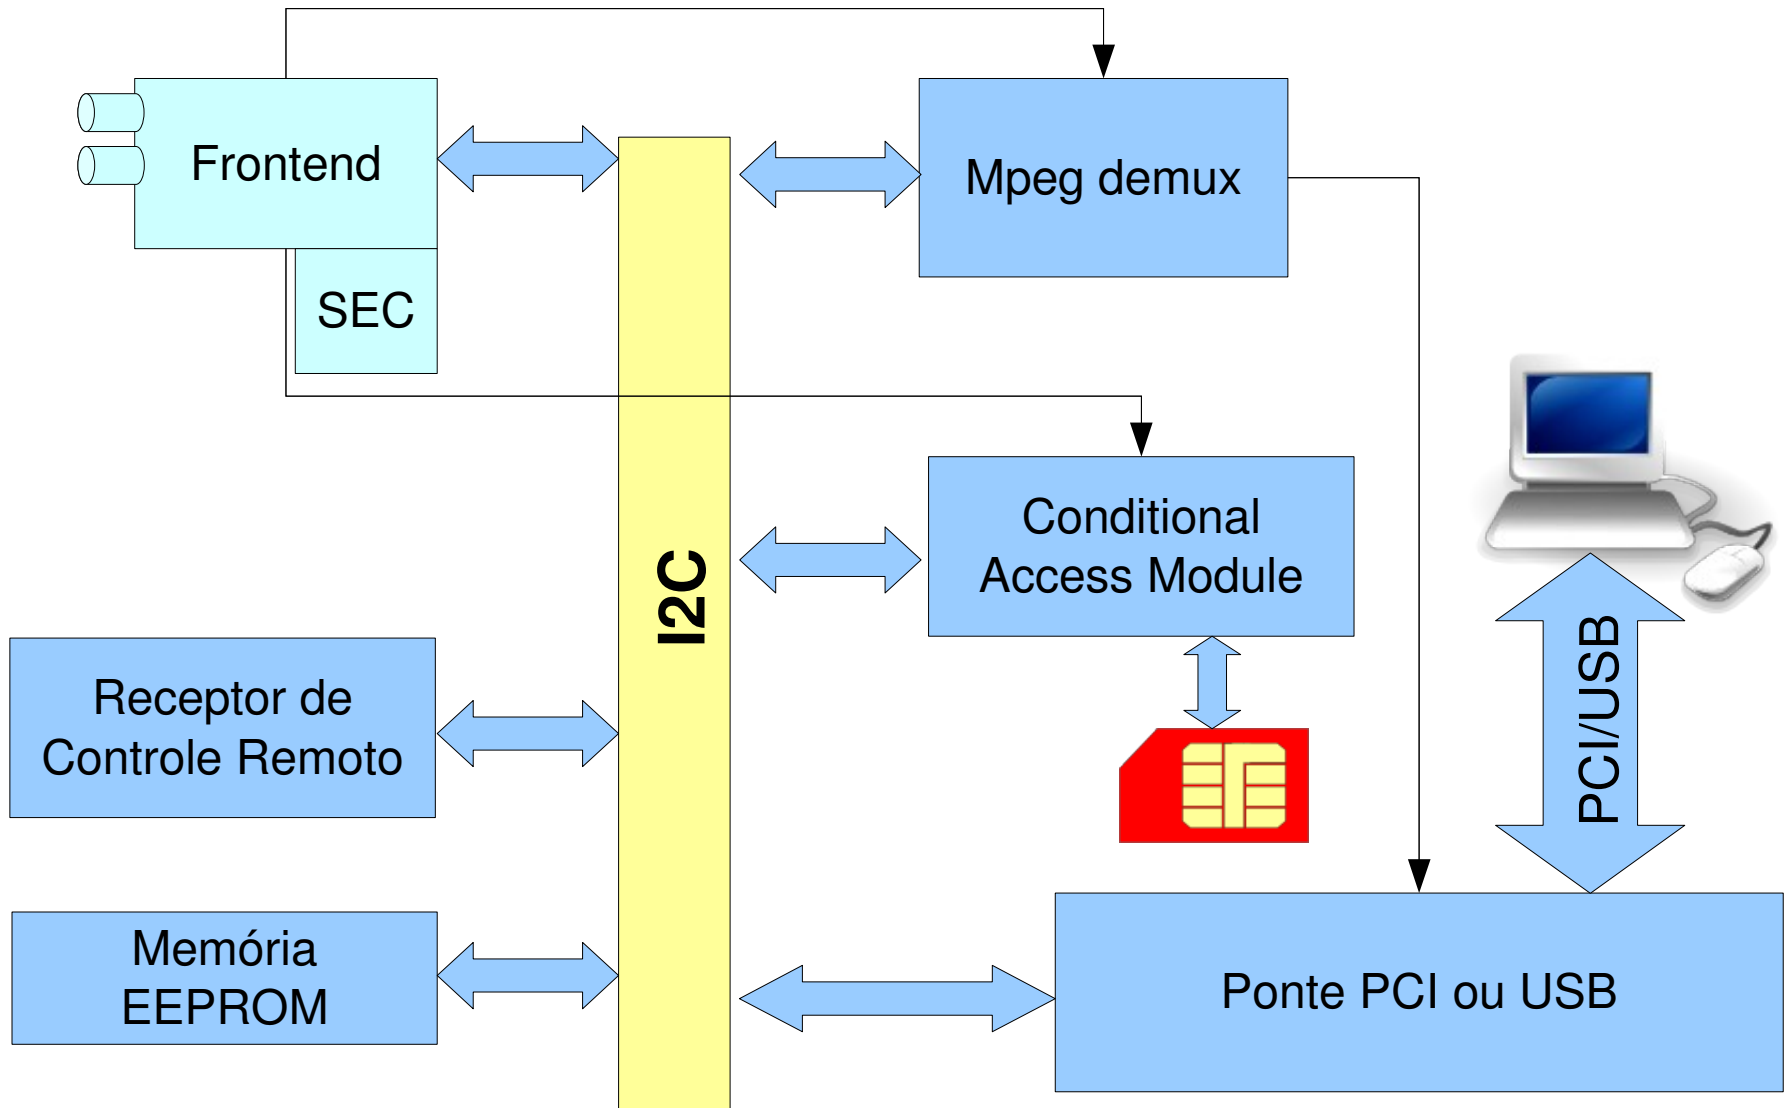 Frontend
Mpeg demux
SEC
Conditional
Access Module
I2C
Receptor de
Controle Remoto
PCI/USB
Memória
EEPROM
Ponte PCI ou USB